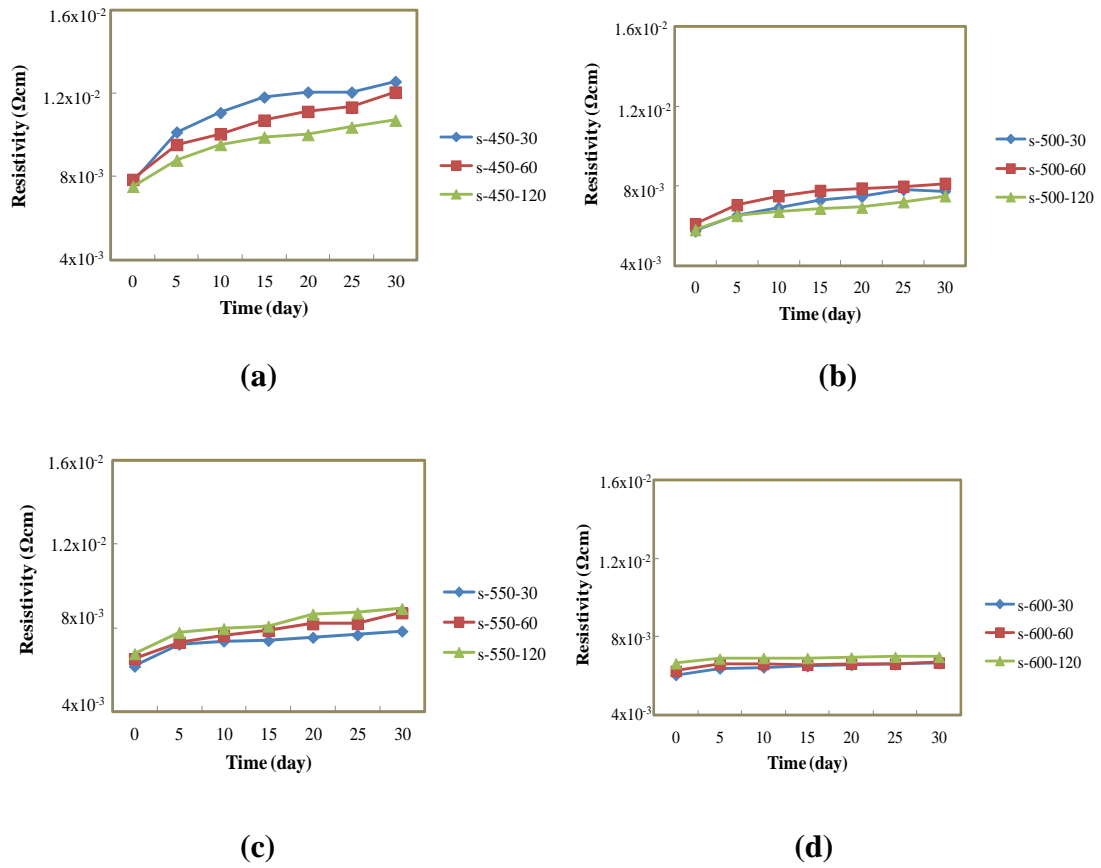 1.6x10⁻²
1.2x10⁻²
8x10⁻³
4x10⁻³
Resistivity (Ωcm)
0 5 10 15 20 25 30
Time (day)
s-450-30
s-450-60
s-450-120
(a)
1.6x10⁻²
1.2x10⁻²
8x10⁻³
4x10⁻³
Resistivity (Ωcm)
0 5 10 15 20 25 30
Time (day)
s-500-30
s-500-60
s-500-120
(b)
1.6x10⁻²
1.2x10⁻²
8x10⁻³
4x10⁻³
Resistivity (Ωcm)
0 5 10 15 20 25 30
Time (day)
s-550-30
s-550-60
s-550-120
(c)
1.6x10⁻²
1.2x10⁻²
8x10⁻³
4x10⁻³
Resistivity (Ωcm)
0 5 10 15 20 25 30
Time (day)
s-600-30
s-600-60
s-600-120
(d)